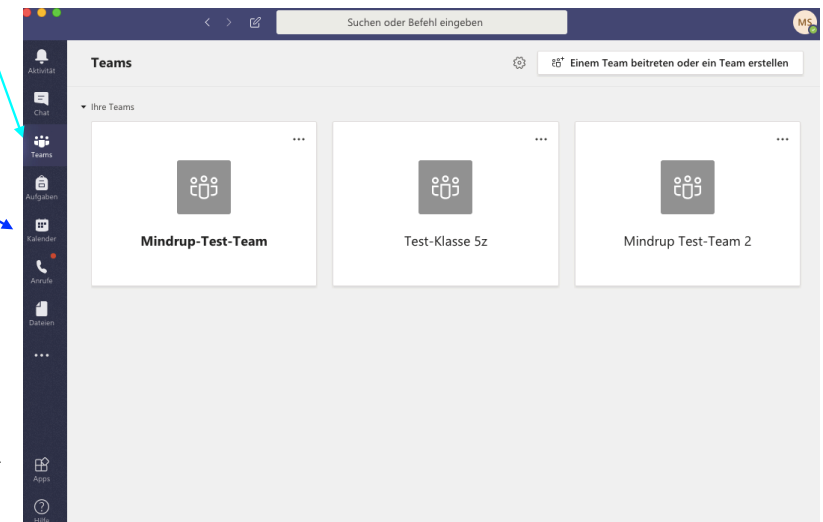 Suchen oder Befehl eingeben
MS
Aktivität
Chat
Teams
Aufgaben
Kalender
Anrufe
Dateien
Apps
Hilfe
Teams
Einem Team beitreten oder ein Team erstellen
Ihre Teams
Mindrup-Test-Team
Test-Klasse 5z
Mindrup Test-Team 2